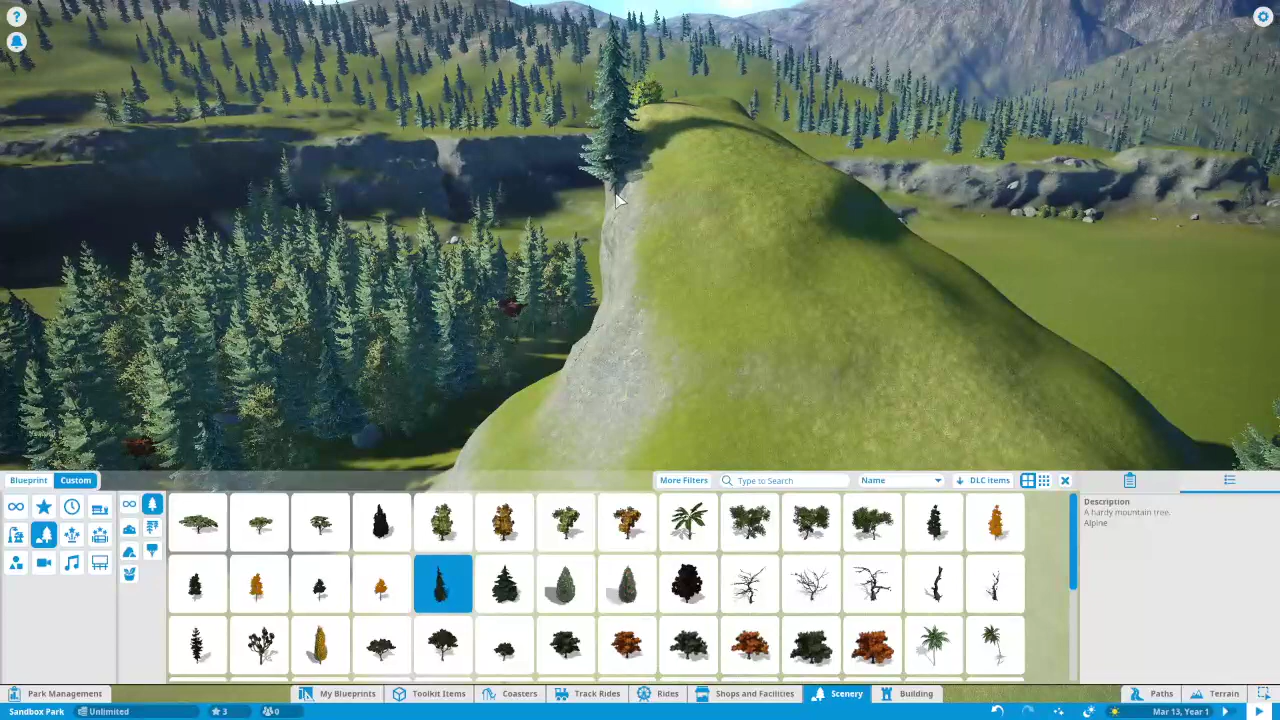 Blueprint Custom More Filters Type to Search Name DLC items
Description
A hardy mountain tree.
Alpine
Park Management My Blueprints Toolkit Items Coasters Track Rides Rides Shops and Facilities Scenery Building Paths Terrain
Sandbox Park Unlimited 3 0 Mar 13, Year 1